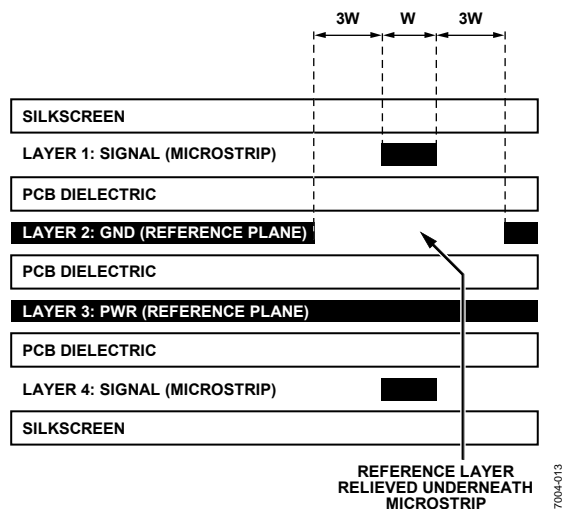 3W W 3W
SILKSCREEN
LAYER 1: SIGNAL (MICROSTRIP)
PCB DIELECTRIC
LAYER 2: GND (REFERENCE PLANE)
PCB DIELECTRIC
LAYER 3: PWR (REFERENCE PLANE)
PCB DIELECTRIC
LAYER 4: SIGNAL (MICROSTRIP)
SILKSCREEN
REFERENCE LAYER
RELIEVED UNDERNEATH
MICROSTRIP
7004-013